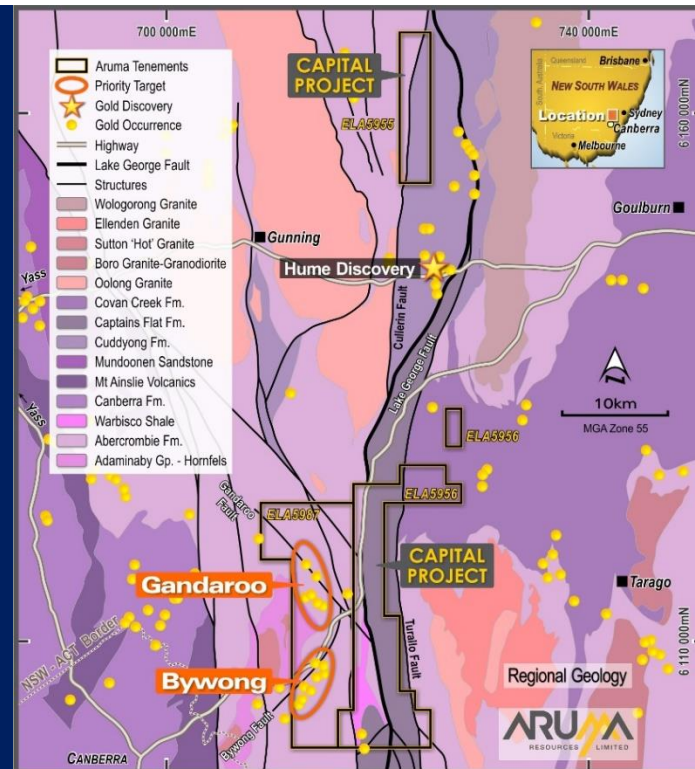 700 000mE
740 000mE
6 160 000mN
6 110 000mN
Aruma Tenements
Priority Target
Gold Discovery
Gold Occurrence
Highway
Lake George Fault
Structures
Wologorong Granite
Ellenden Granite
Sutton 'Hot' Granite
Boro Granite-Granodiorite
Oolong Granite
Covan Creek Fm.
Captains Flat Fm.
Cuddyong Fm.
Mundoonen Sandstone
Mt Ainslie Volcanics
Canberra Fm.
Warbisco Shale
Abercrombie Fm.
Adaminaby Gp. - Hornfels
CAPITAL
PROJECT
ELA5955
Queensland
Brisbane
South Australia
NEW SOUTH WALES
Location
Sydney
Canberra
Victoria
Melbourne
Goulburn
Gunning
Yass
Hume Discovery
Cullerin Fault
Lake George Fault
10km
MGA Zone 55
Yass
ELA5956
ELA5956
Gandaroo
Fault
ELA5967
CAPITAL
PROJECT
Gandaroo
Tarago
Turallo Fault
NSW - ACT Border
Bywong
Bywong Fault
CANBERRA
Regional Geology
ARUMA
RESOURCES LIMITED